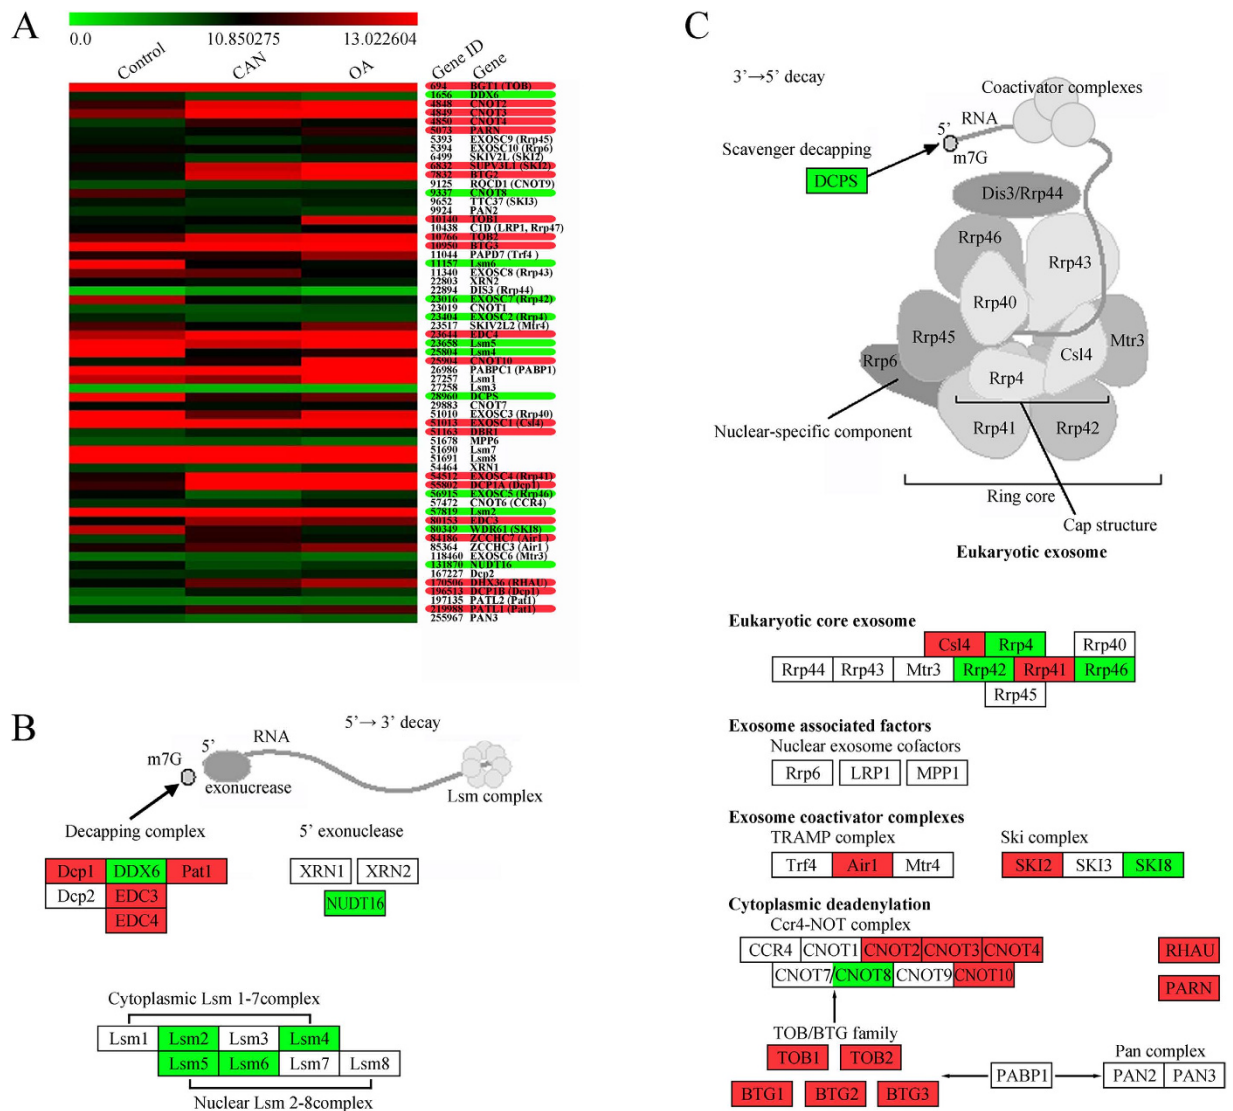 A
0.0 10.850275 13.022604
Control CAN OA Gene ID Gene
694 BGT1 (TOB)
1656 DDX6
4848 CNOT2
4849 CNOT3
4850 CNOT4
5073 PARN
5393 EXOSC9 (Rrp45)
5394 EXOSC10 (Rrp6)
6499 SKIV2L (SKI2)
6832 SUPV3L1 (SKI2)
7832 BTG2
9125 RQCD1 (CNOT9)
9337 CNOT8
9652 TTC37 (SKI3)
9924 PAN2
10140 TOB1
10438 C1D (LRP1, Rrp47)
10766 TOB2
10950 BTG3
11044 PAPD7 (Trf4 )
11157 Lsm6
11340 EXOSC8 (Rrp43)
22803 XRN2
22894 DIS3 (Rrp44)
23016 EXOSC7 (Rrp42)
23019 CNOT1
23404 EXOSC2 (Rrp4)
23517 SKIV2L2 (Mtr4)
23644 EDC4
23658 Lsm5
25804 Lsm4
25904 CNOT10
26986 PABPC1 (PABP1)
27257 Lsm1
27258 Lsm3
28960 DCPS
29883 CNOT7
51010 EXOSC3 (Rrp40)
51013 EXOSC1 (Csl4)
51163 DBR1
51678 MPP6
51690 Lsm7
51691 Lsm8
54464 XRN1
54512 EXOSC4 (Rrp41)
55802 DCP1A (Dcp1)
56915 EXOSC5 (Rrp46)
57472 CNOT6 (CCR4)
57819 Lsm2
80153 EDC3
80349 WDR61 (SKI8)
84186 ZCCHC7 (Air1 )
85364 ZCCHC3 (Air1 )
118460 EXOSC6 (Mtr3)
131870 NUDT16
167227 Dcp2
170506 DHX36 (RHAU)
196513 DCP1B (Dcp1)
197135 PATL2 (Pat1)
219988 PATL1 (Pat1)
255967 PAN3
B
5’→ 3’ decay
m7G 5’ RNA
exonucrease
Lsm complex
Decapping complex 5’ exonuclease
Dcp1 DDX6 Pat1 XRN1 XRN2
Dcp2 EDC3 NUDT16
EDC4
Cytoplasmic Lsm 1-7complex
Lsm1 Lsm2 Lsm3 Lsm4
Lsm5 Lsm6 Lsm7 Lsm8
Nuclear Lsm 2-8complex
C
3’→5’ decay
Coactivator complexes
5’ RNA
m7G
Scavenger decapping
DCPS
Dis3/Rrp44
Rrp46 Rrp43
Rrp40
Rrp45 Csl4 Mtr3
Rrp6 Rrp4
Nuclear-specific component Rrp41 Rrp42
Ring core
Cap structure
Eukaryotic exosome
Eukaryotic core exosome
Csl4 Rrp4 Rrp40
Rrp44 Rrp43 Mtr3 Rrp42 Rrp41 Rrp46
Rrp45
Exosome associated factors
Nuclear exosome cofactors
Rrp6 LRP1 MPP1
Exosome coactivator complexes
TRAMP complex Ski complex
Trf4 Air1 Mtr4 SKI2 SKI3 SKI8
Cytoplasmic deadenylation
Ccr4-NOT complex
CCR4 CNOT1 CNOT2 CNOT3 CNOT4 RHAU
CNOT7/CNOT8 CNOT9 CNOT10
PARN
TOB/BTG family
TOB1 TOB2 Pan complex
BTG1 BTG2 BTG3 PABP1 PAN2 PAN3